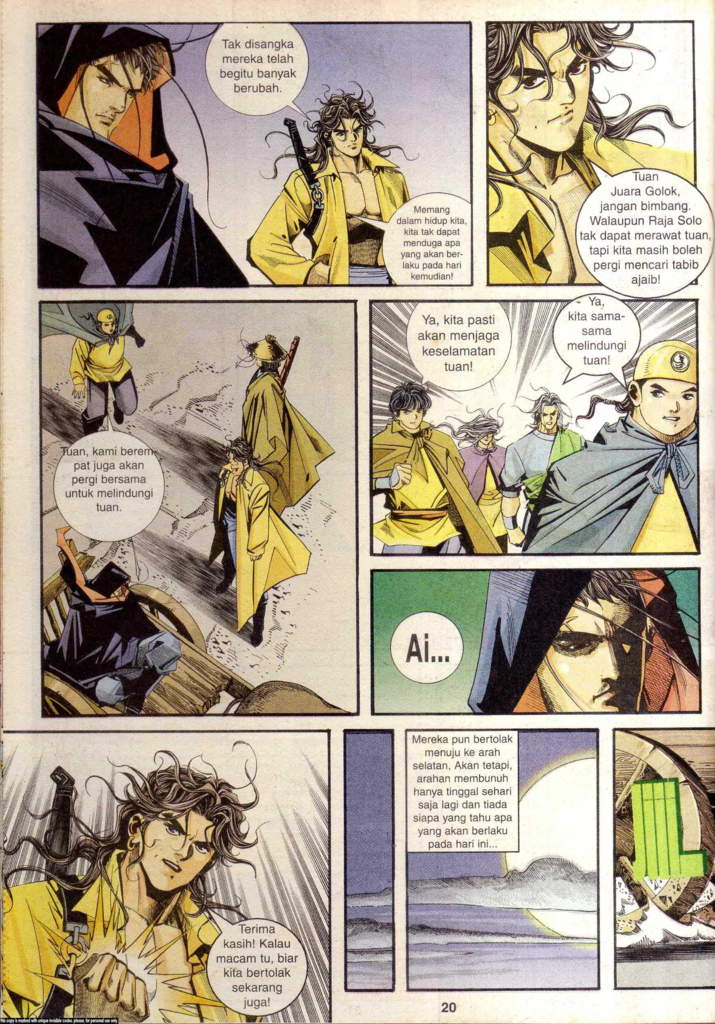 Tak disangka
mereka telah
begitu banyak
berubah.
Memang
dalam hidup kita,
kita tak dapat
menduga apa
yang akan ber-
laku pada hari
kemudian!
Tuan
Juara Golok,
jangan bimbang.
Walaupun Raja Solo
tak dapat merawat tuan,
tapi kita masih boleh
pergi mencari tabib
ajaib!
Tuan, kami berem-
pat juga akan
pergi bersama
untuk melindungi
tuan.
Ya, kita pasti
akan menjaga
keselamatan
tuan!
Ya,
kita sama-
sama
melindungi
tuan!
Ai...
Terima
kasih! Kalau
macam tu, biar
kita bertolak
sekarang
juga!
Mereka pun bertolak
menuju ke arah
selatan, Akan tetapi,
arahan membunuh
hanya tinggal sehari
saja lagi dan tiada
siapa yang tahu apa
yang akan berlaku
pada hari ini...
20